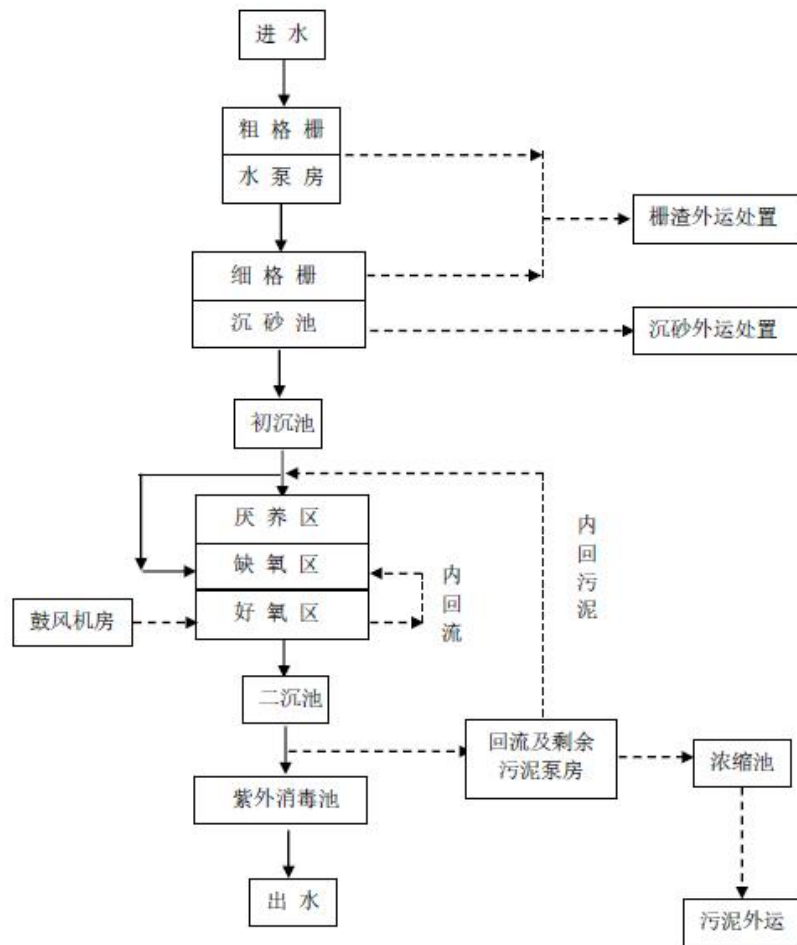 进 水
粗 格 栅
水 泵 房
栅渣外运处置
细 格 栅
沉 砂 池
沉砂外运处置
初沉池
厌 养 区
缺 氧 区
好 氧 区
鼓风机房
内回流
内回污泥
二沉池
回流及剩余
污泥泵房
浓缩池
紫外消毒池
出 水
污泥外运